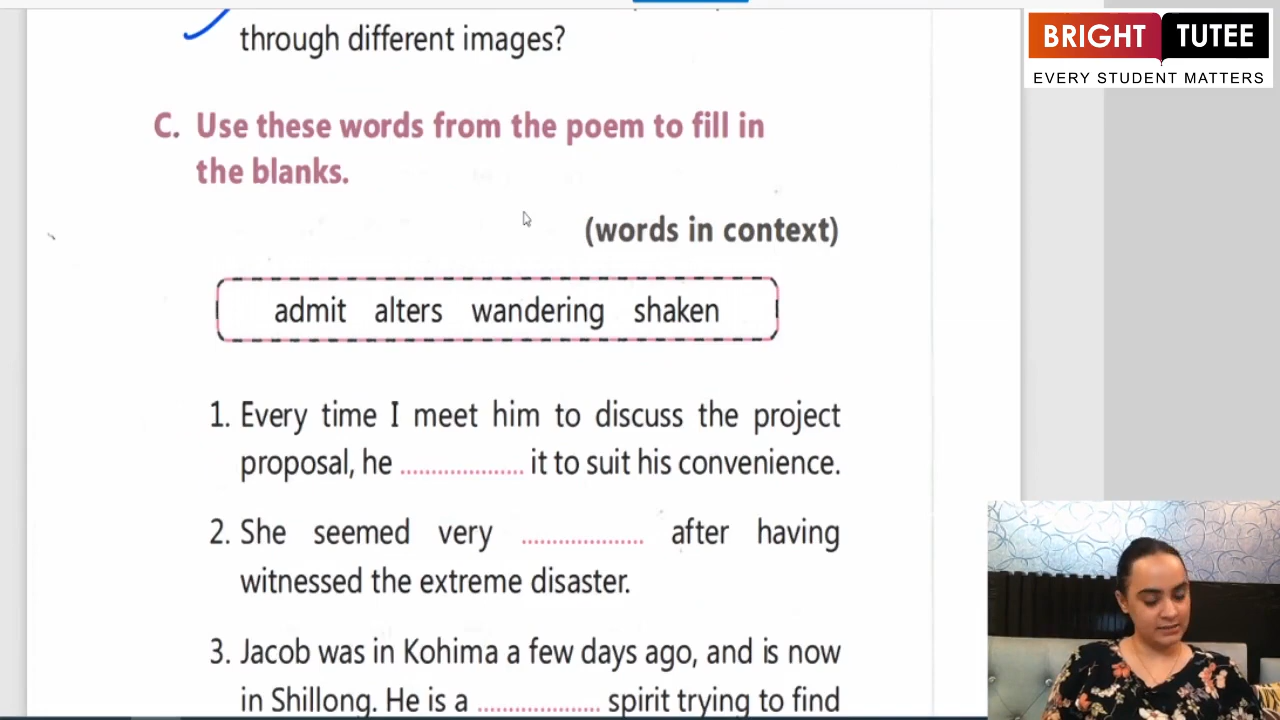 through different images?
BRIGHT TUTEE
EVERY STUDENT MATTERS
C. Use these words from the poem to fill in
the blanks.
(words in context)
admit alters wandering shaken
1. Every time I meet him to discuss the project
proposal, he .................... it to suit his convenience.
2. She seemed very .................... after having
witnessed the extreme disaster.
3. Jacob was in Kohima a few days ago, and is now
in Shillong. He is a .................... spirit trying to find